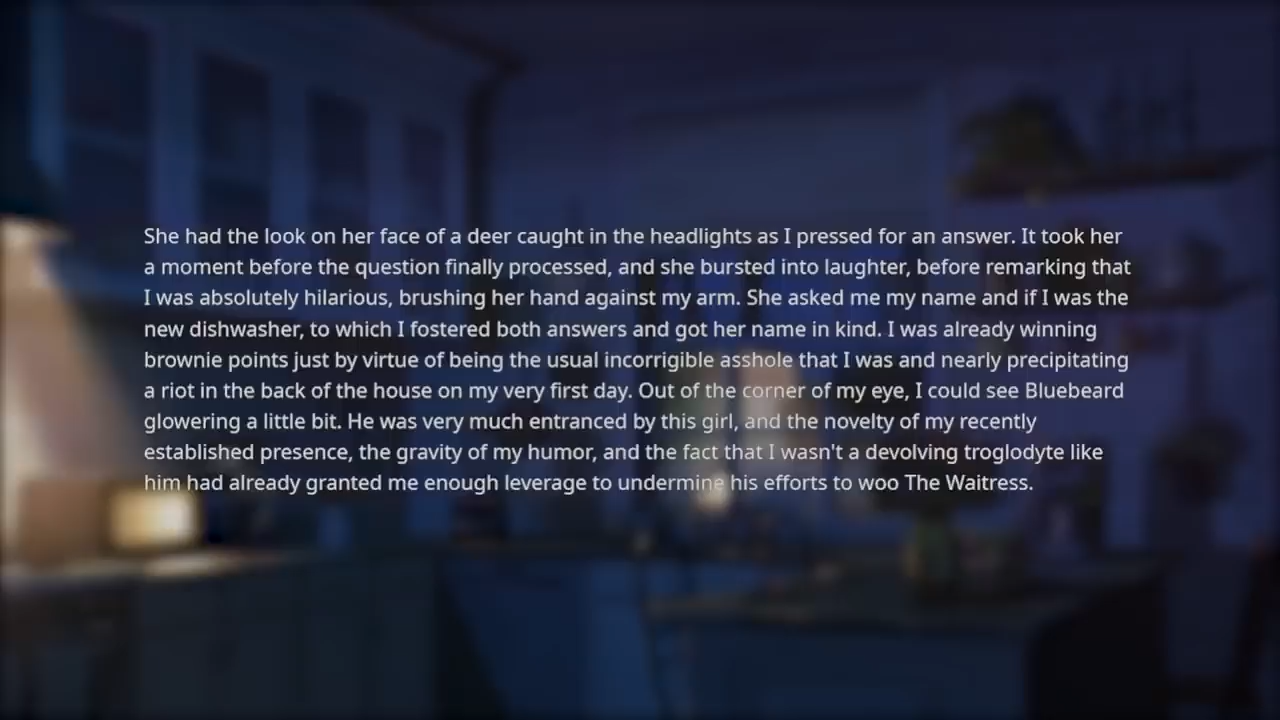 She had the look on her face of a deer caught in the headlights as I pressed for an answer. It took her
a moment before the question finally processed, and she bursted into laughter, before remarking that
I was absolutely hilarious, brushing her hand against my arm. She asked me my name and if I was the
new dishwasher, to which I fostered both answers and got her name in kind. I was already winning
brownie points just by virtue of being the usual incorrigible asshole that I was and nearly precipitating
a riot in the back of the house on my very first day. Out of the corner of my eye, I could see Bluebeard
glowering a little bit. He was very much entranced by this girl, and the novelty of my recently
established presence, the gravity of my humor, and the fact that I wasn't a devolving troglodyte like
him had already granted me enough leverage to undermine his efforts to woo The Waitress.